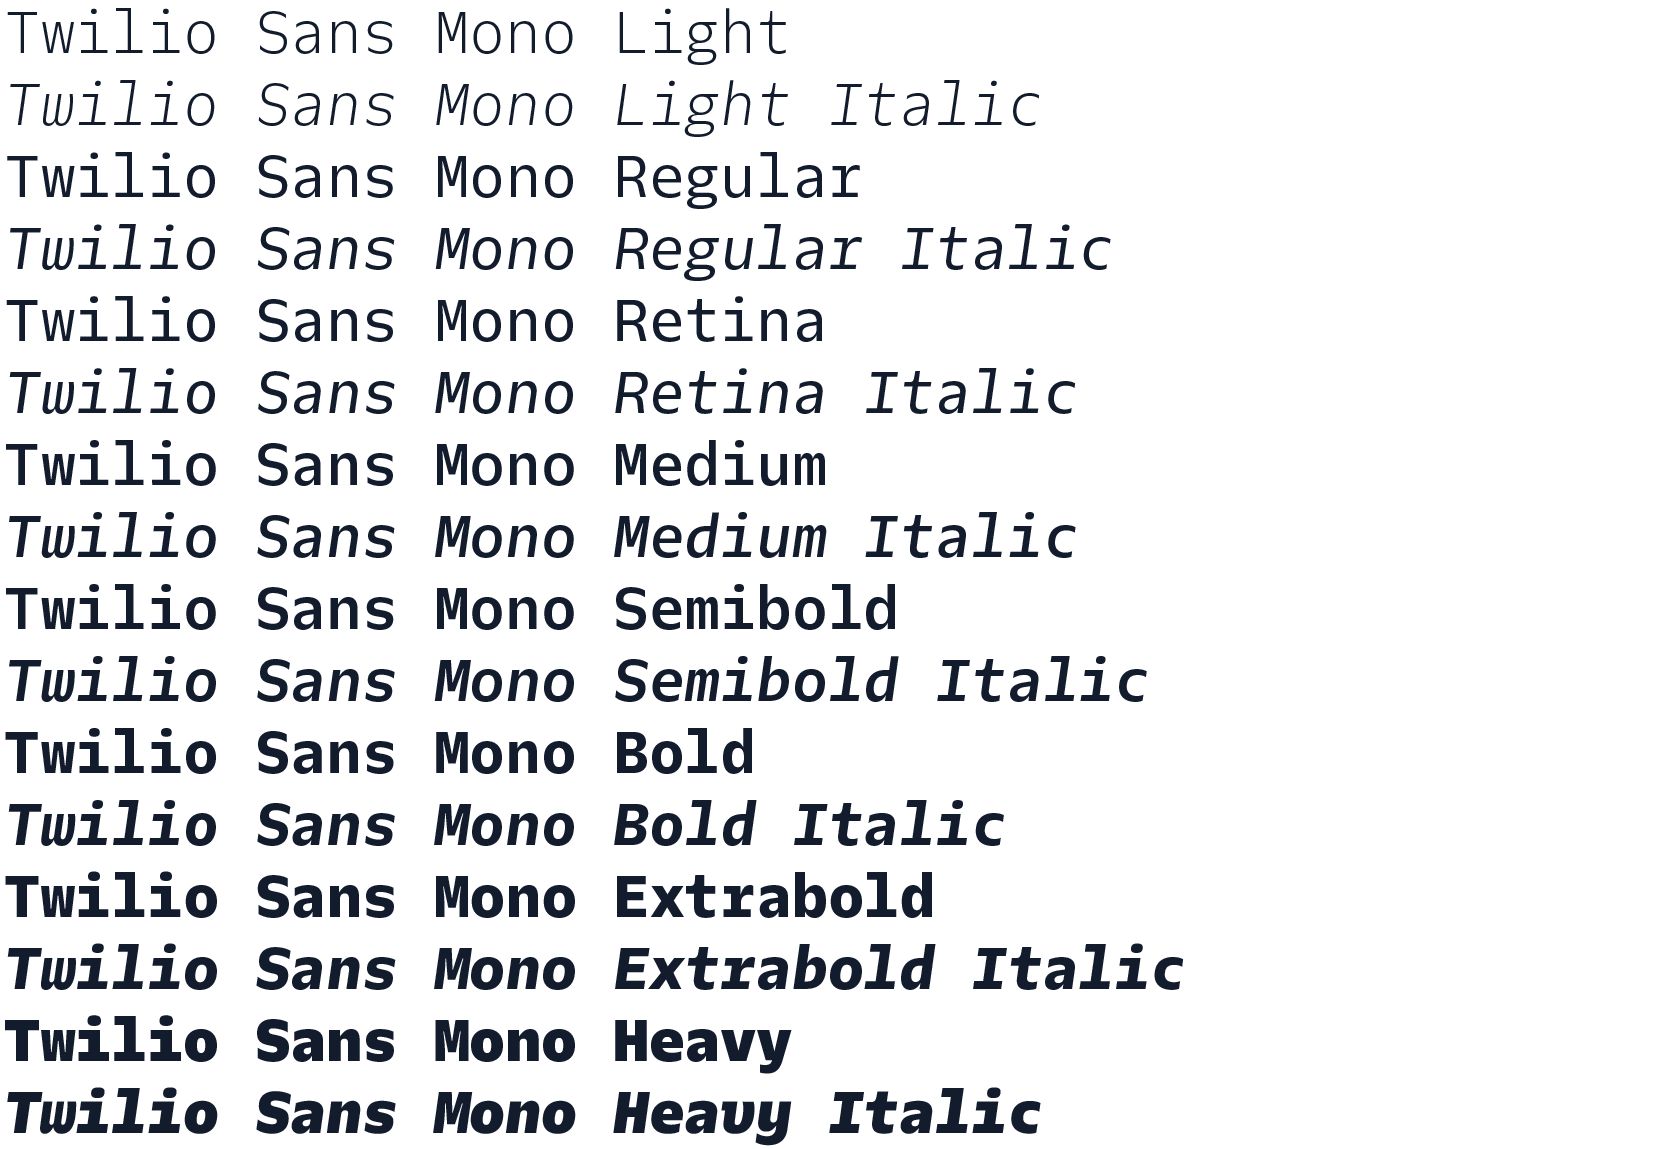 Twilio Sans Mono Light
Twilio Sans Mono Light Italic
Twilio Sans Mono Regular
Twilio Sans Mono Regular Italic
Twilio Sans Mono Retina
Twilio Sans Mono Retina Italic
Twilio Sans Mono Medium
Twilio Sans Mono Medium Italic
Twilio Sans Mono Semibold
Twilio Sans Mono Semibold Italic
Twilio Sans Mono Bold
Twilio Sans Mono Bold Italic
Twilio Sans Mono Extrabold
Twilio Sans Mono Extrabold Italic
Twilio Sans Mono Heavy
Twilio Sans Mono Heavy Italic